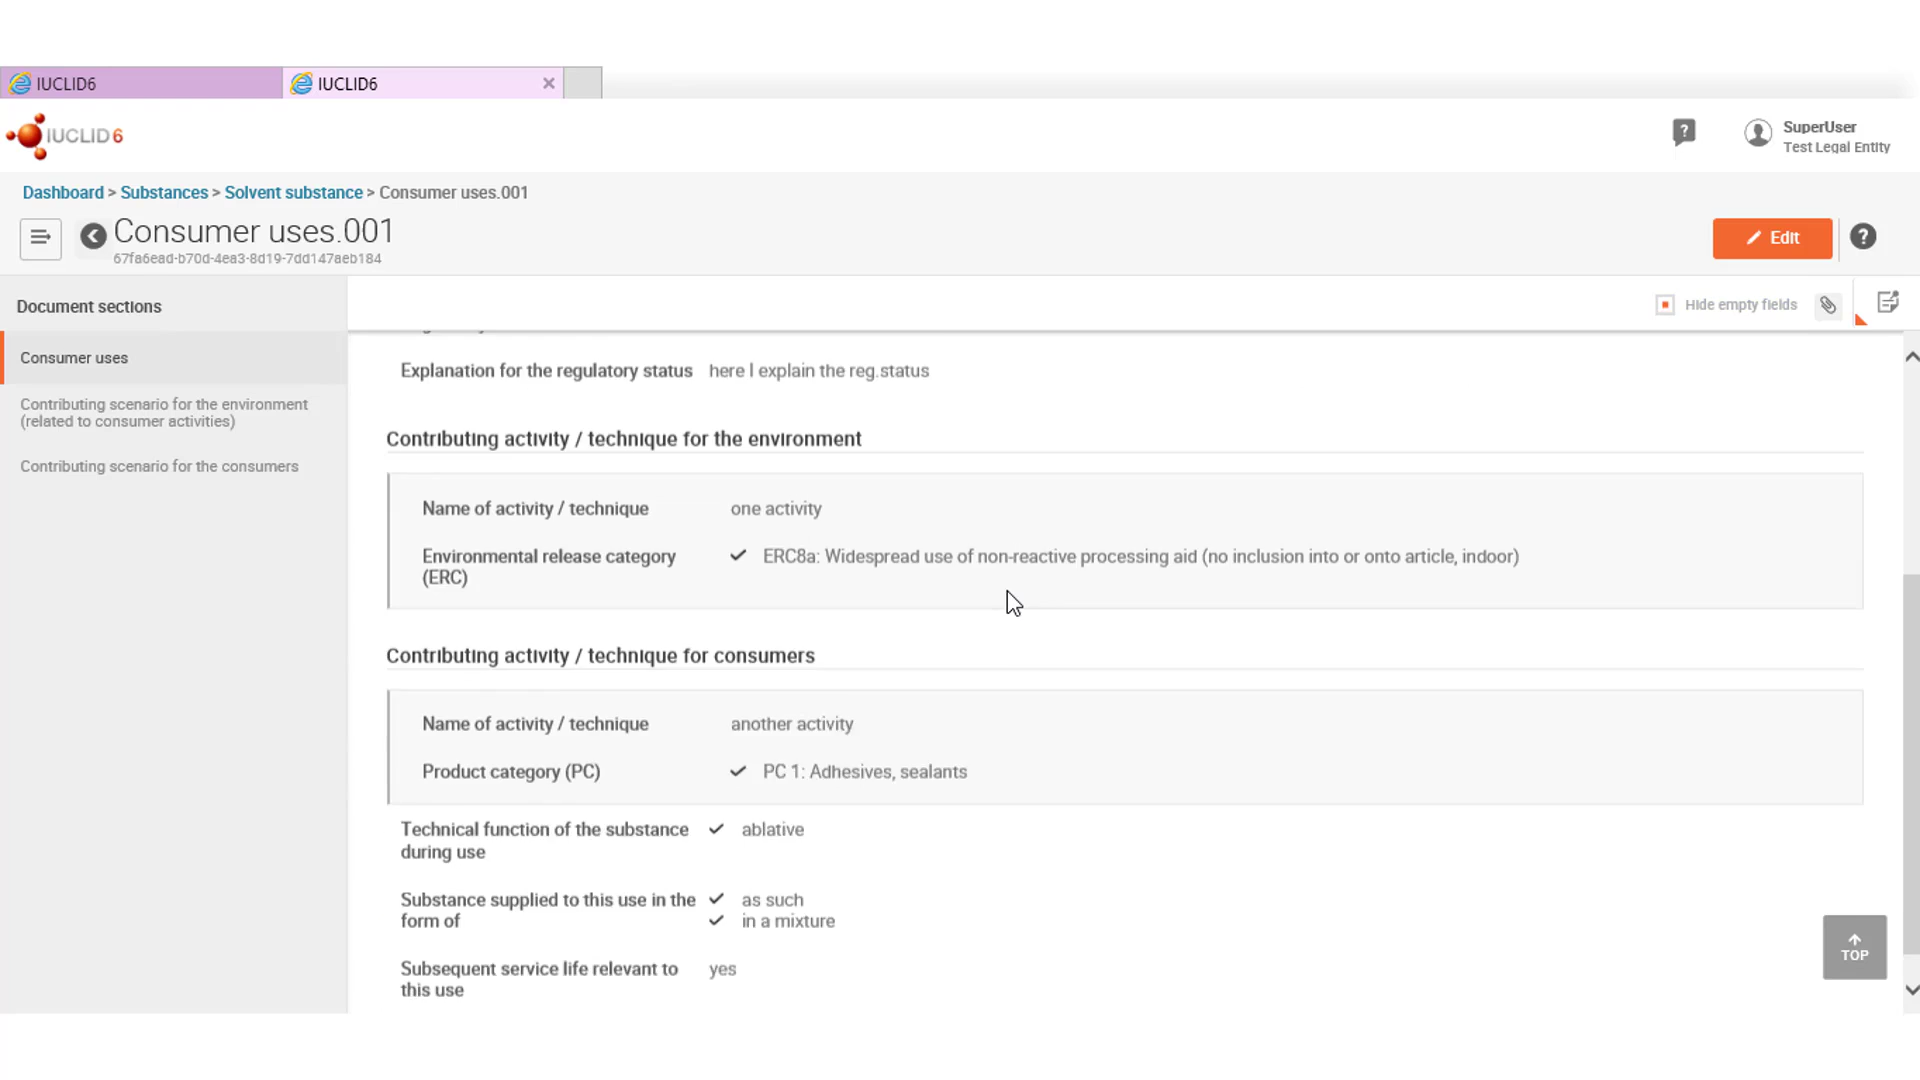 IUCLID6
IUCLID6
IUCLID 6
SuperUser
Test Legal Entity
Dashboard > Substances > Solvent substance > Consumer uses.001
Consumer uses.001
67fa6ead-b70d-4ea3-8d19-7dd147aeb184
Edit
Document sections
Hide empty fields
Consumer uses
Contributing scenario for the environment
(related to consumer activities)
Contributing scenario for the consumers
Explanation for the regulatory status here I explain the reg.status
Contributing activity / technique for the environment
Name of activity / technique one activity
Environmental release category ERC8a: Widespread use of non-reactive processing aid (no inclusion into or onto article, indoor)
(ERC)
Contributing activity / technique for consumers
Name of activity / technique another activity
Product category (PC) PC 1: Adhesives, sealants
Technical function of the substance ablative
during use
Substance supplied to this use in the as such
form of in a mixture
Subsequent service life relevant to yes
this use
TOP